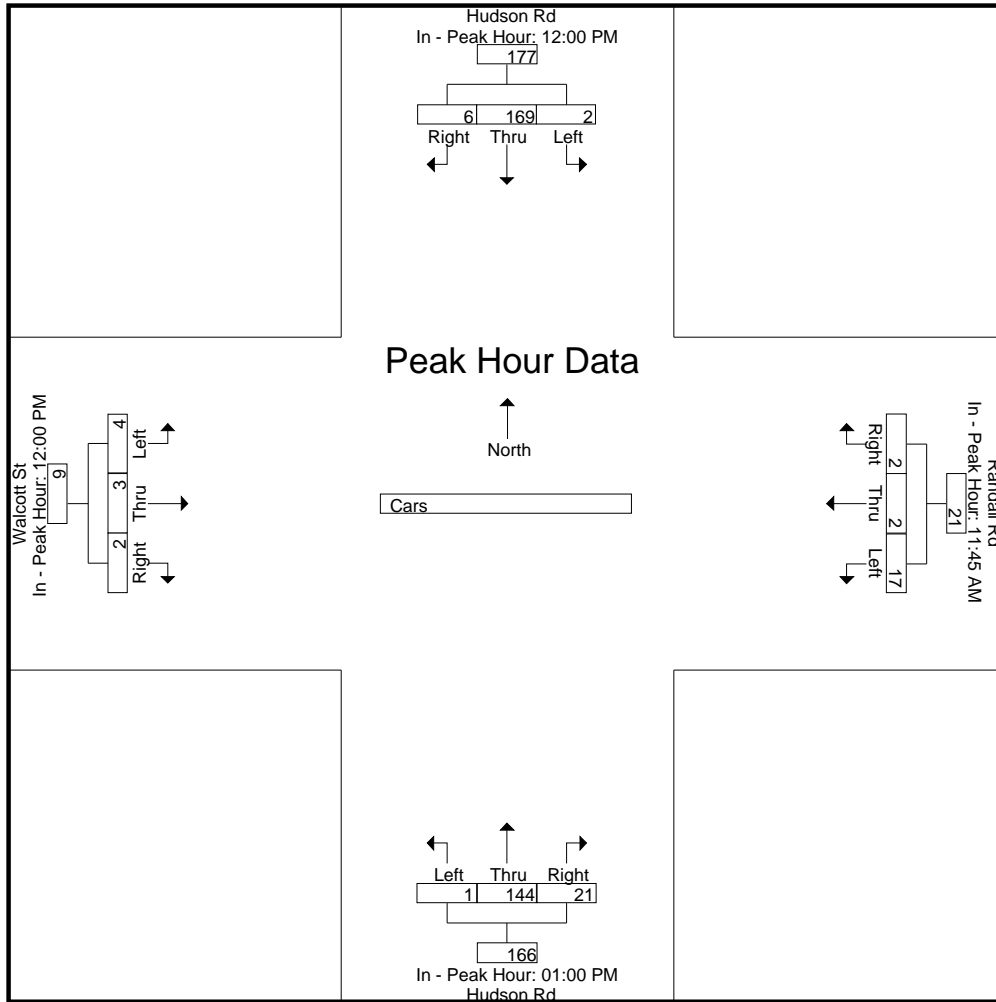 Hudson Rd
In - Peak Hour: 12:00 PM
177
6 169 2
Right Thru Left
Peak Hour Data
North
Cars
Walcott St
In - Peak Hour: 12:00 PM
9
4 3 2
Left Thru Right
Randall Rd
In - Peak Hour: 11:45 AM
21
Right Thru Left
2 2 17
Left Thru Right
1 144 21
166
In - Peak Hour: 01:00 PM
Hudson Rd